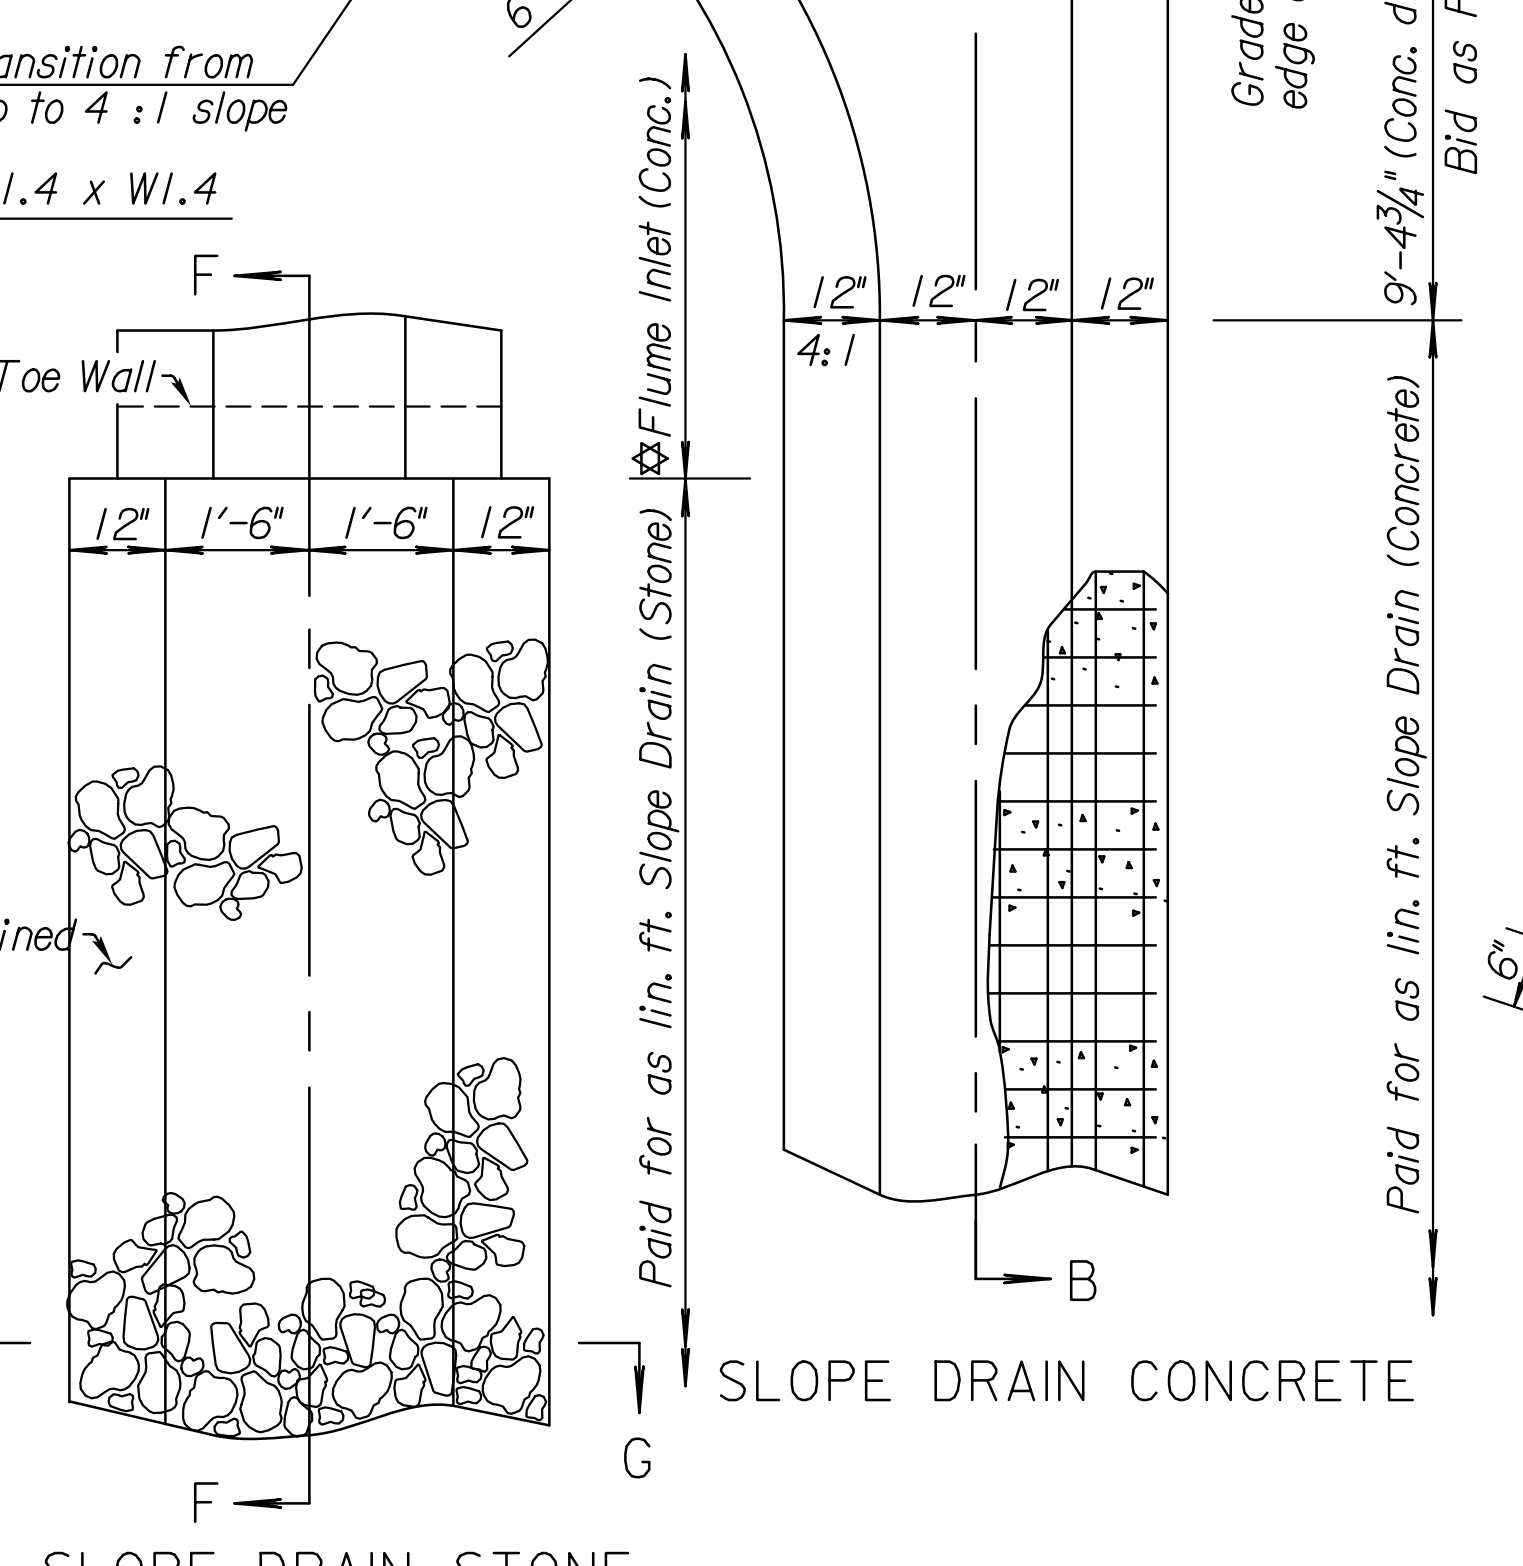 ansition from
to 4 :1 slope
1.4 x W1.4
F
Toe Wall
12" 1'-6" 1'-6" 12"
ined
F
G
SLOPE DRAIN STONE
6
✡Flume Inlet (Conc.)
Paid for as lin. ft. Slope Drain (Stone)
12" 12" 12" 12"
4:1
B
SLOPE DRAIN CONCRETE
Grade
edge
9'-4¾" (Conc. d
Bid as F
Paid for as lin. ft. Slope Drain (Concrete)
6"